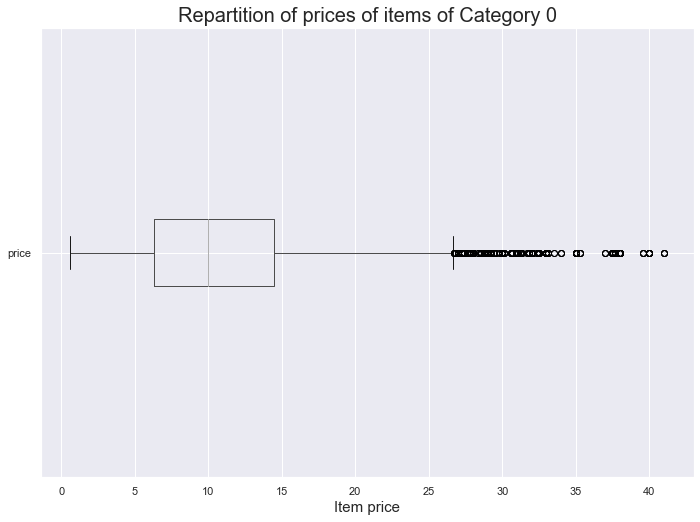 Repartition of prices of items of Category 0
price
0 5 10 15 20 25 30 35 40
Item price